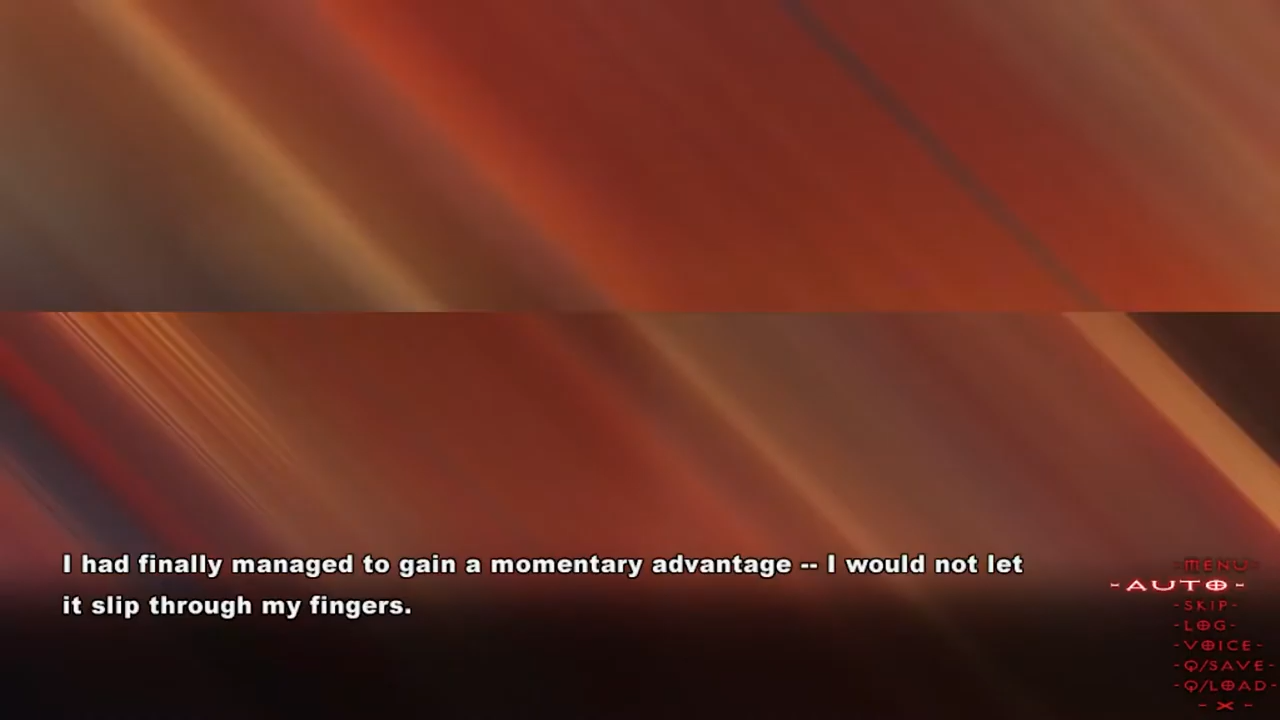 I had finally managed to gain a momentary advantage -- I would not let
it slip through my fingers.
-MENU-
-AUTO-
-SKIP-
-LOG-
-VOICE-
-Q/SAVE-
-Q/LOAD-
-X-